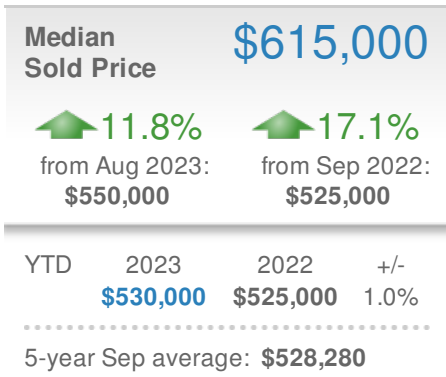 Median $615,000
Sold Price
11.8% 17.1%
from Aug 2023: from Sep 2022:
$550,000 $525,000
YTD 2023 2022 +/-
$530,000 $525,000 1.0%
5-year Sep average: $528,280